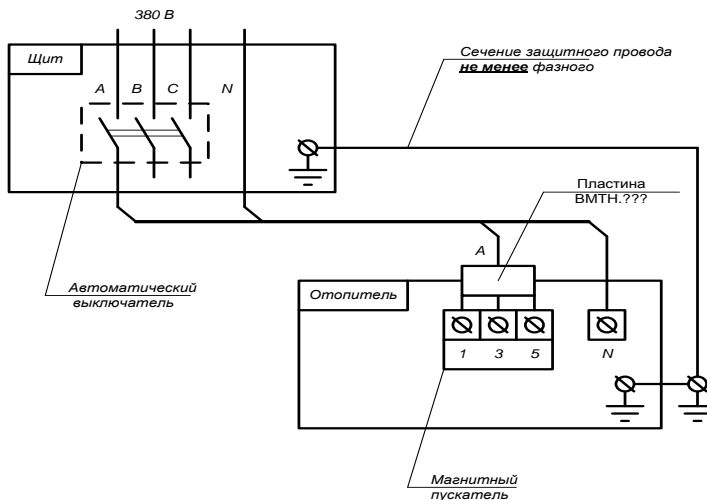 380 В
Щит
Сечение защитного провода
не менее фазного
A B C N
Пластина
ВМТН.???
A
Автоматический
выключатель
Отопитель
1 3 5 N
Магнитный
пускатель